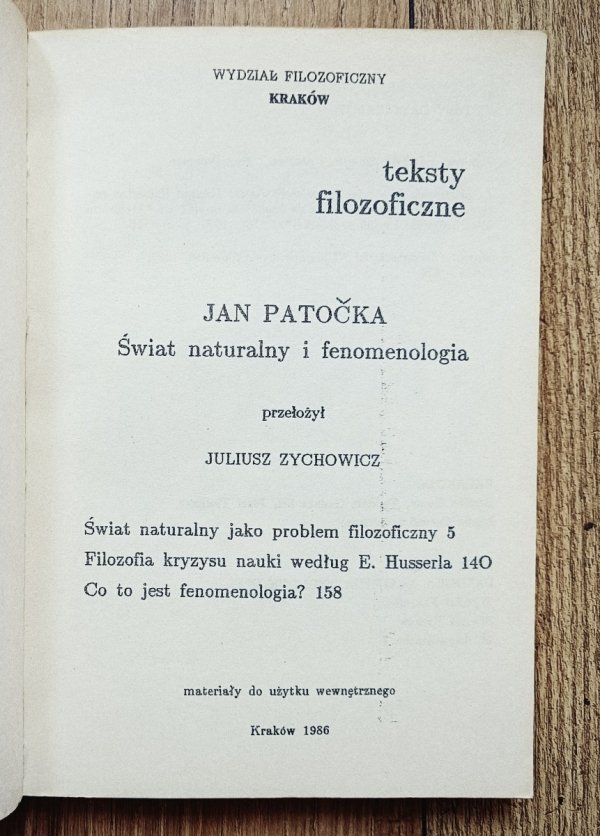 WYDZIAŁ FILOZOFICZNY
KRAKÓW
teksty
filozoficzne
JAN PATOČKA
Świat naturalny i fenomenologia
przełożył
JULIUSZ ZYCHOWICZ
Świat naturalny jako problem filozoficzny 5
Filozofia kryzysu nauki według E. Husserla 14O
Co to jest fenomenologia? 158
materiały do użytku wewnętrznego
Kraków 1986